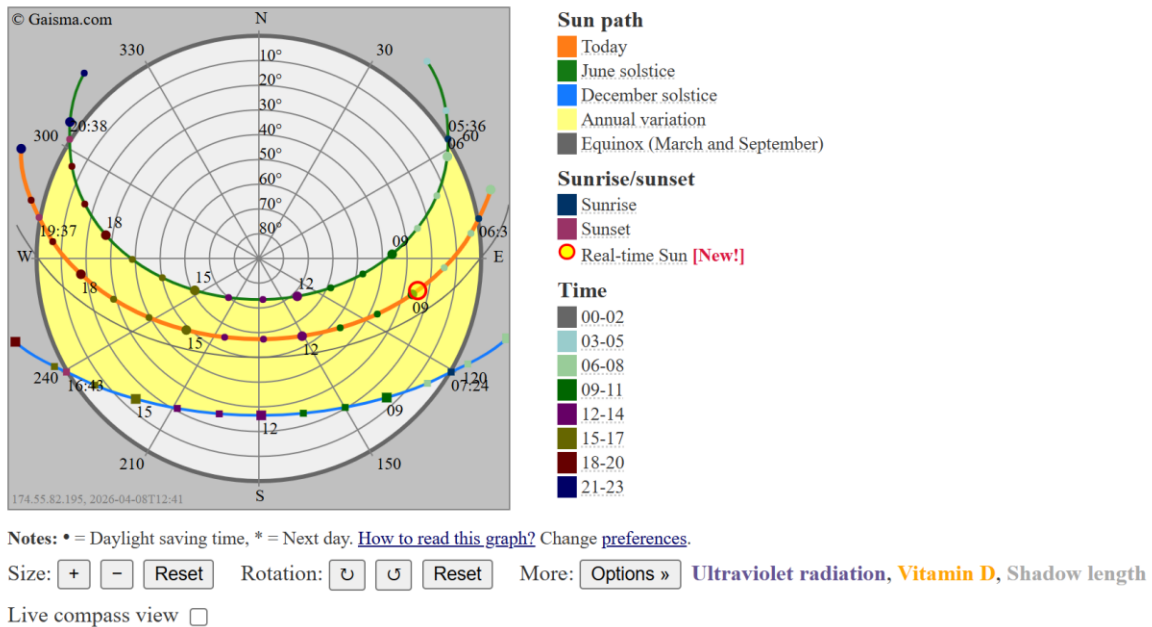 © Gaisma.com
N
330
30
10°
20°
30°
40°
50°
60°
70°
80°
300
20:38
05:36
06
60
18
09
19:37
06:3
W
E
15
12
18
09
15
12
240
16:43
07:24
120
15
12
09
210
150
S
174.55.82.195, 2026-04-08T12:41
Sun path
Today
June solstice
December solstice
Annual variation
Equinox (March and September)
Sunrise/sunset
Sunrise
Sunset
Real-time Sun [New!]
Time
00-02
03-05
06-08
09-11
12-14
15-17
18-20
21-23
Notes: • = Daylight saving time, * = Next day. How to read this graph? Change preferences.
Size: + − Reset Rotation: ↻ ↺ Reset More: Options » Ultraviolet radiation, Vitamin D, Shadow length
Live compass view